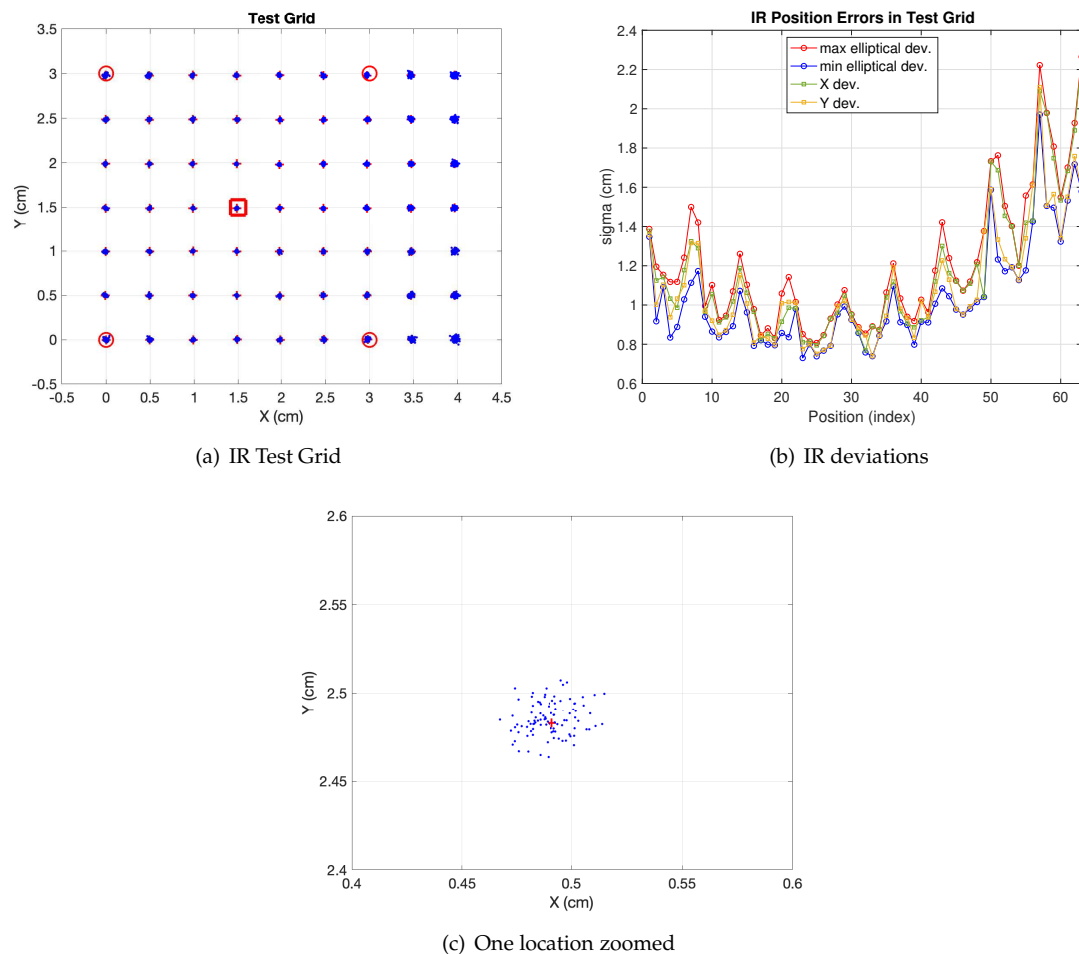 Test Grid
3.5
3
2.5
2
1.5
1
0.5
0
-0.5
Y (cm)
-0.5 0 0.5 1 1.5 2 2.5 3 3.5 4 4.5
X (cm)
(a) IR Test Grid
IR Position Errors in Test Grid
2.4
2.2
2
1.8
1.6
1.4
1.2
1
0.8
0.6
sigma (cm)
max elliptical dev.
min elliptical dev.
X dev.
Y dev.
0 10 20 30 40 50 60
Position (index)
(b) IR deviations
2.6
2.55
2.5
2.45
2.4
Y (cm)
0.4 0.45 0.5 0.55 0.6
X (cm)
(c) One location zoomed